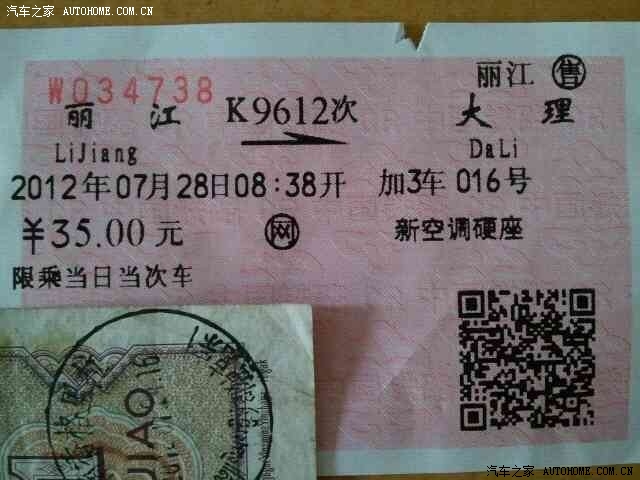 汽车之家 AUTOHOME.COM.CN
W034738
丽江 售
丽江 K9612次 大理
LiJiang DaLi
2012年07月28日08:38开 加3车 016号
¥35.00元 网 新空调硬座
限乘当日当次车
JIAO
汽车之家 AUTOHOME.COM.CN